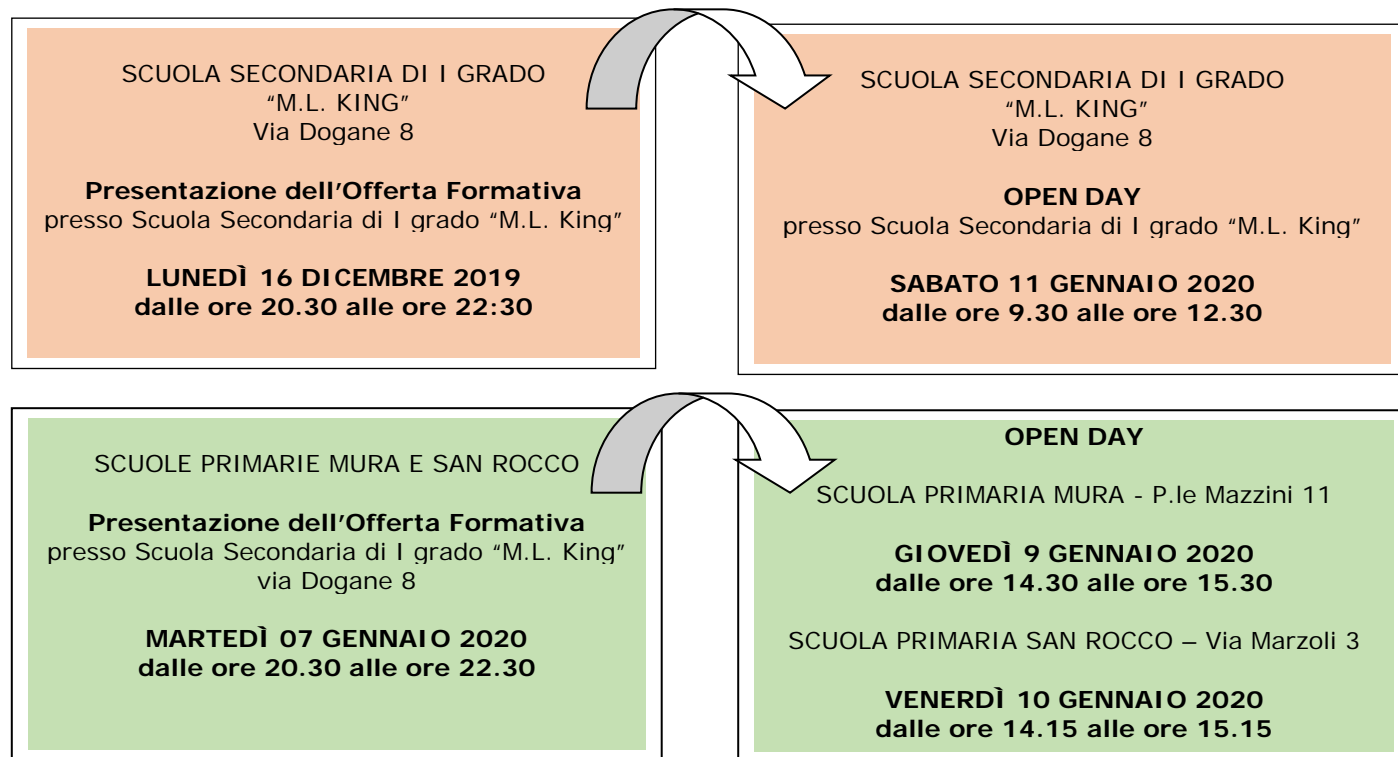 SCUOLA SECONDARIA DI I GRADO
“M.L. KING”
Via Dogane 8
Presentazione dell’Offerta Formativa
presso Scuola Secondaria di I grado “M.L. King”
LUNEDÌ 16 DICEMBRE 2019
dalle ore 20.30 alle ore 22:30
SCUOLA SECONDARIA DI I GRADO
“M.L. KING”
Via Dogane 8
OPEN DAY
presso Scuola Secondaria di I grado “M.L. King”
SABATO 11 GENNAIO 2020
dalle ore 9.30 alle ore 12.30
SCUOLE PRIMARIE MURA E SAN ROCCO
Presentazione dell’Offerta Formativa
presso Scuola Secondaria di I grado “M.L. King”
via Dogane 8
MARTEDÌ 07 GENNAIO 2020
dalle ore 20.30 alle ore 22.30
OPEN DAY
SCUOLA PRIMARIA MURA - P.le Mazzini 11
GIOVEDÌ 9 GENNAIO 2020
dalle ore 14.30 alle ore 15.30
SCUOLA PRIMARIA SAN ROCCO – Via Marzoli 3
VENERDÌ 10 GENNAIO 2020
dalle ore 14.15 alle ore 15.15